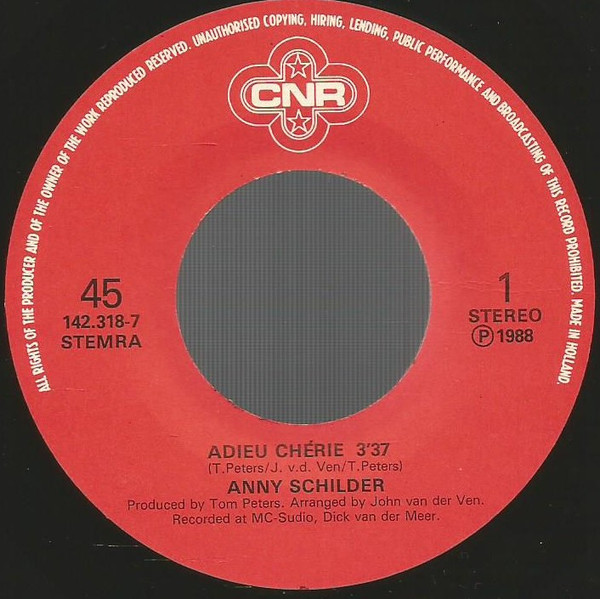 ALL RIGHTS OF THE PRODUCER AND OF THE OWNER OF THE WORK REPRODUCED RESERVED. UNAUTHORISED COPYING, HIRING, LENDING, PUBLIC PERFORMANCE AND BROADCASTING OF THIS RECORD PROHIBITED. MADE IN HOLLAND.
CNR
45
142.318-7
STEMRA
1
STEREO
Ⓟ 1988
ADIEU CHÉRIE 3'37
(T.Peters/J. v.d. Ven/T.Peters)
ANNY SCHILDER
Produced by Tom Peters. Arranged by John van der Ven.
Recorded at MC-Sudio, Dick van der Meer.